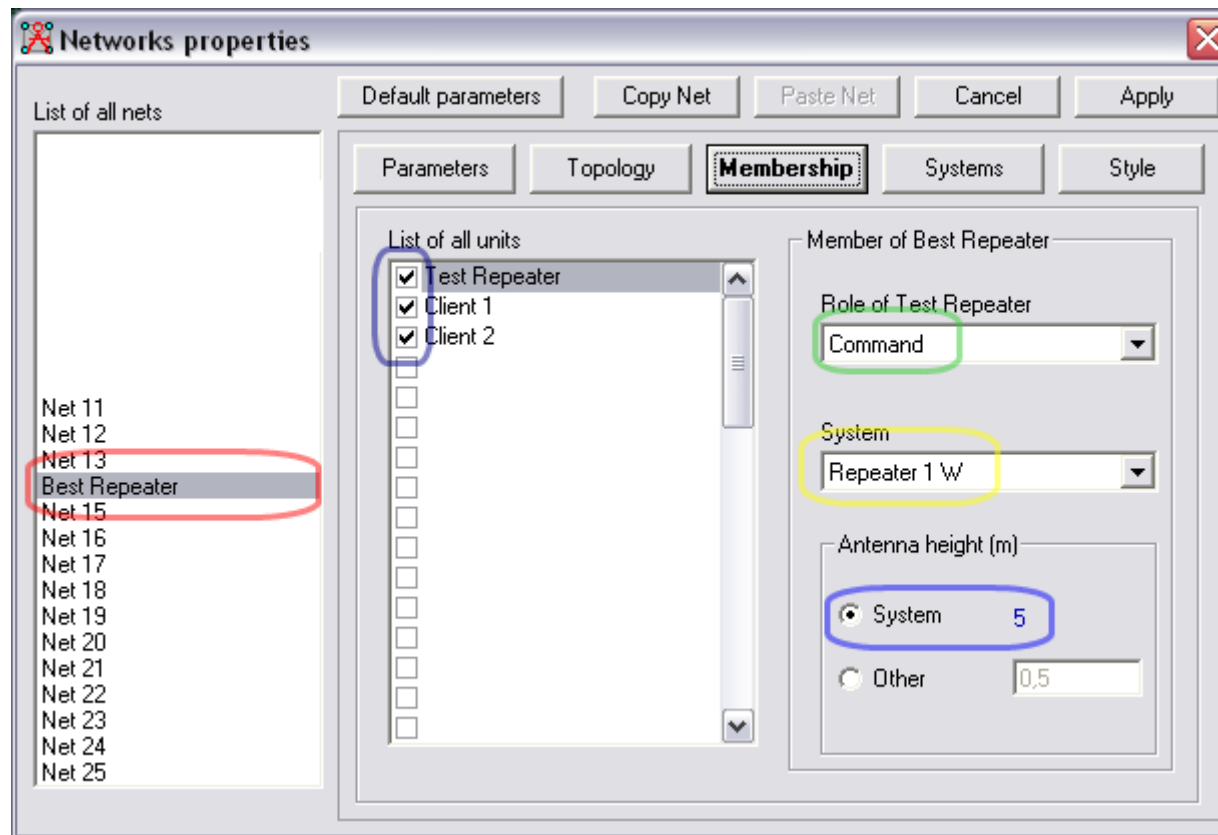 Networks properties
List of all nets
Default parameters
Copy Net
Paste Net
Cancel
Apply
Parameters
Topology
Membership
Systems
Style
Net 11
Net 12
Net 13
Best Repeater
Net 15
Net 16
Net 17
Net 18
Net 19
Net 20
Net 21
Net 22
Net 23
Net 24
Net 25
List of all units
Test Repeater
Client 1
Client 2
Member of Best Repeater
Role of Test Repeater
Command
System
Repeater 1 W
Antenna height (m)
System 5
Other 0,5